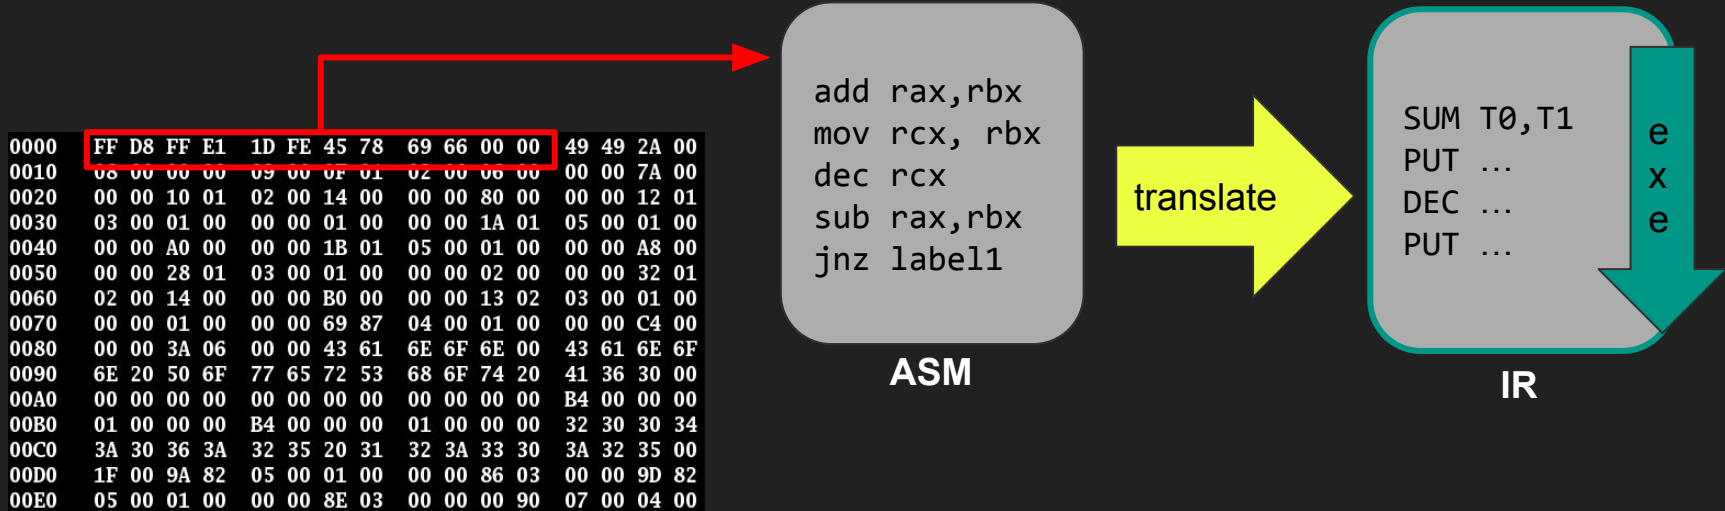 0000 FF D8 FF E1 1D FE 45 78 69 66 00 00 49 49 2A 00
0010 08 00 00 00 09 00 0F 01 02 00 06 00 00 00 7A 00
0020 00 00 10 01 02 00 14 00 00 00 80 00 00 00 12 01
0030 03 00 01 00 00 00 01 00 00 00 1A 01 05 00 01 00
0040 00 00 A0 00 00 00 1B 01 05 00 01 00 00 00 A8 00
0050 00 00 28 01 03 00 01 00 00 00 02 00 00 00 32 01
0060 02 00 14 00 00 00 B0 00 00 00 13 02 03 00 01 00
0070 00 00 01 00 00 00 69 87 04 00 01 00 00 00 C4 00
0080 00 00 3A 06 00 00 43 61 6E 6F 6E 00 43 61 6E 6F
0090 6E 20 50 6F 77 65 72 53 68 6F 74 20 41 36 30 00
00A0 00 00 00 00 00 00 00 00 00 00 00 00 B4 00 00 00
00B0 01 00 00 00 B4 00 00 00 01 00 00 00 32 30 30 34
00C0 3A 30 36 3A 32 35 20 31 32 3A 33 30 3A 32 35 00
00D0 1F 00 9A 82 05 00 01 00 00 00 86 03 00 00 9D 82
00E0 05 00 01 00 00 00 8E 03 00 00 00 90 07 00 04 00
add rax,rbx
mov rcx, rbx
dec rcx
sub rax,rbx
jnz label1
ASM
translate
SUM T0,T1
PUT …
DEC …
PUT …
exe
IR